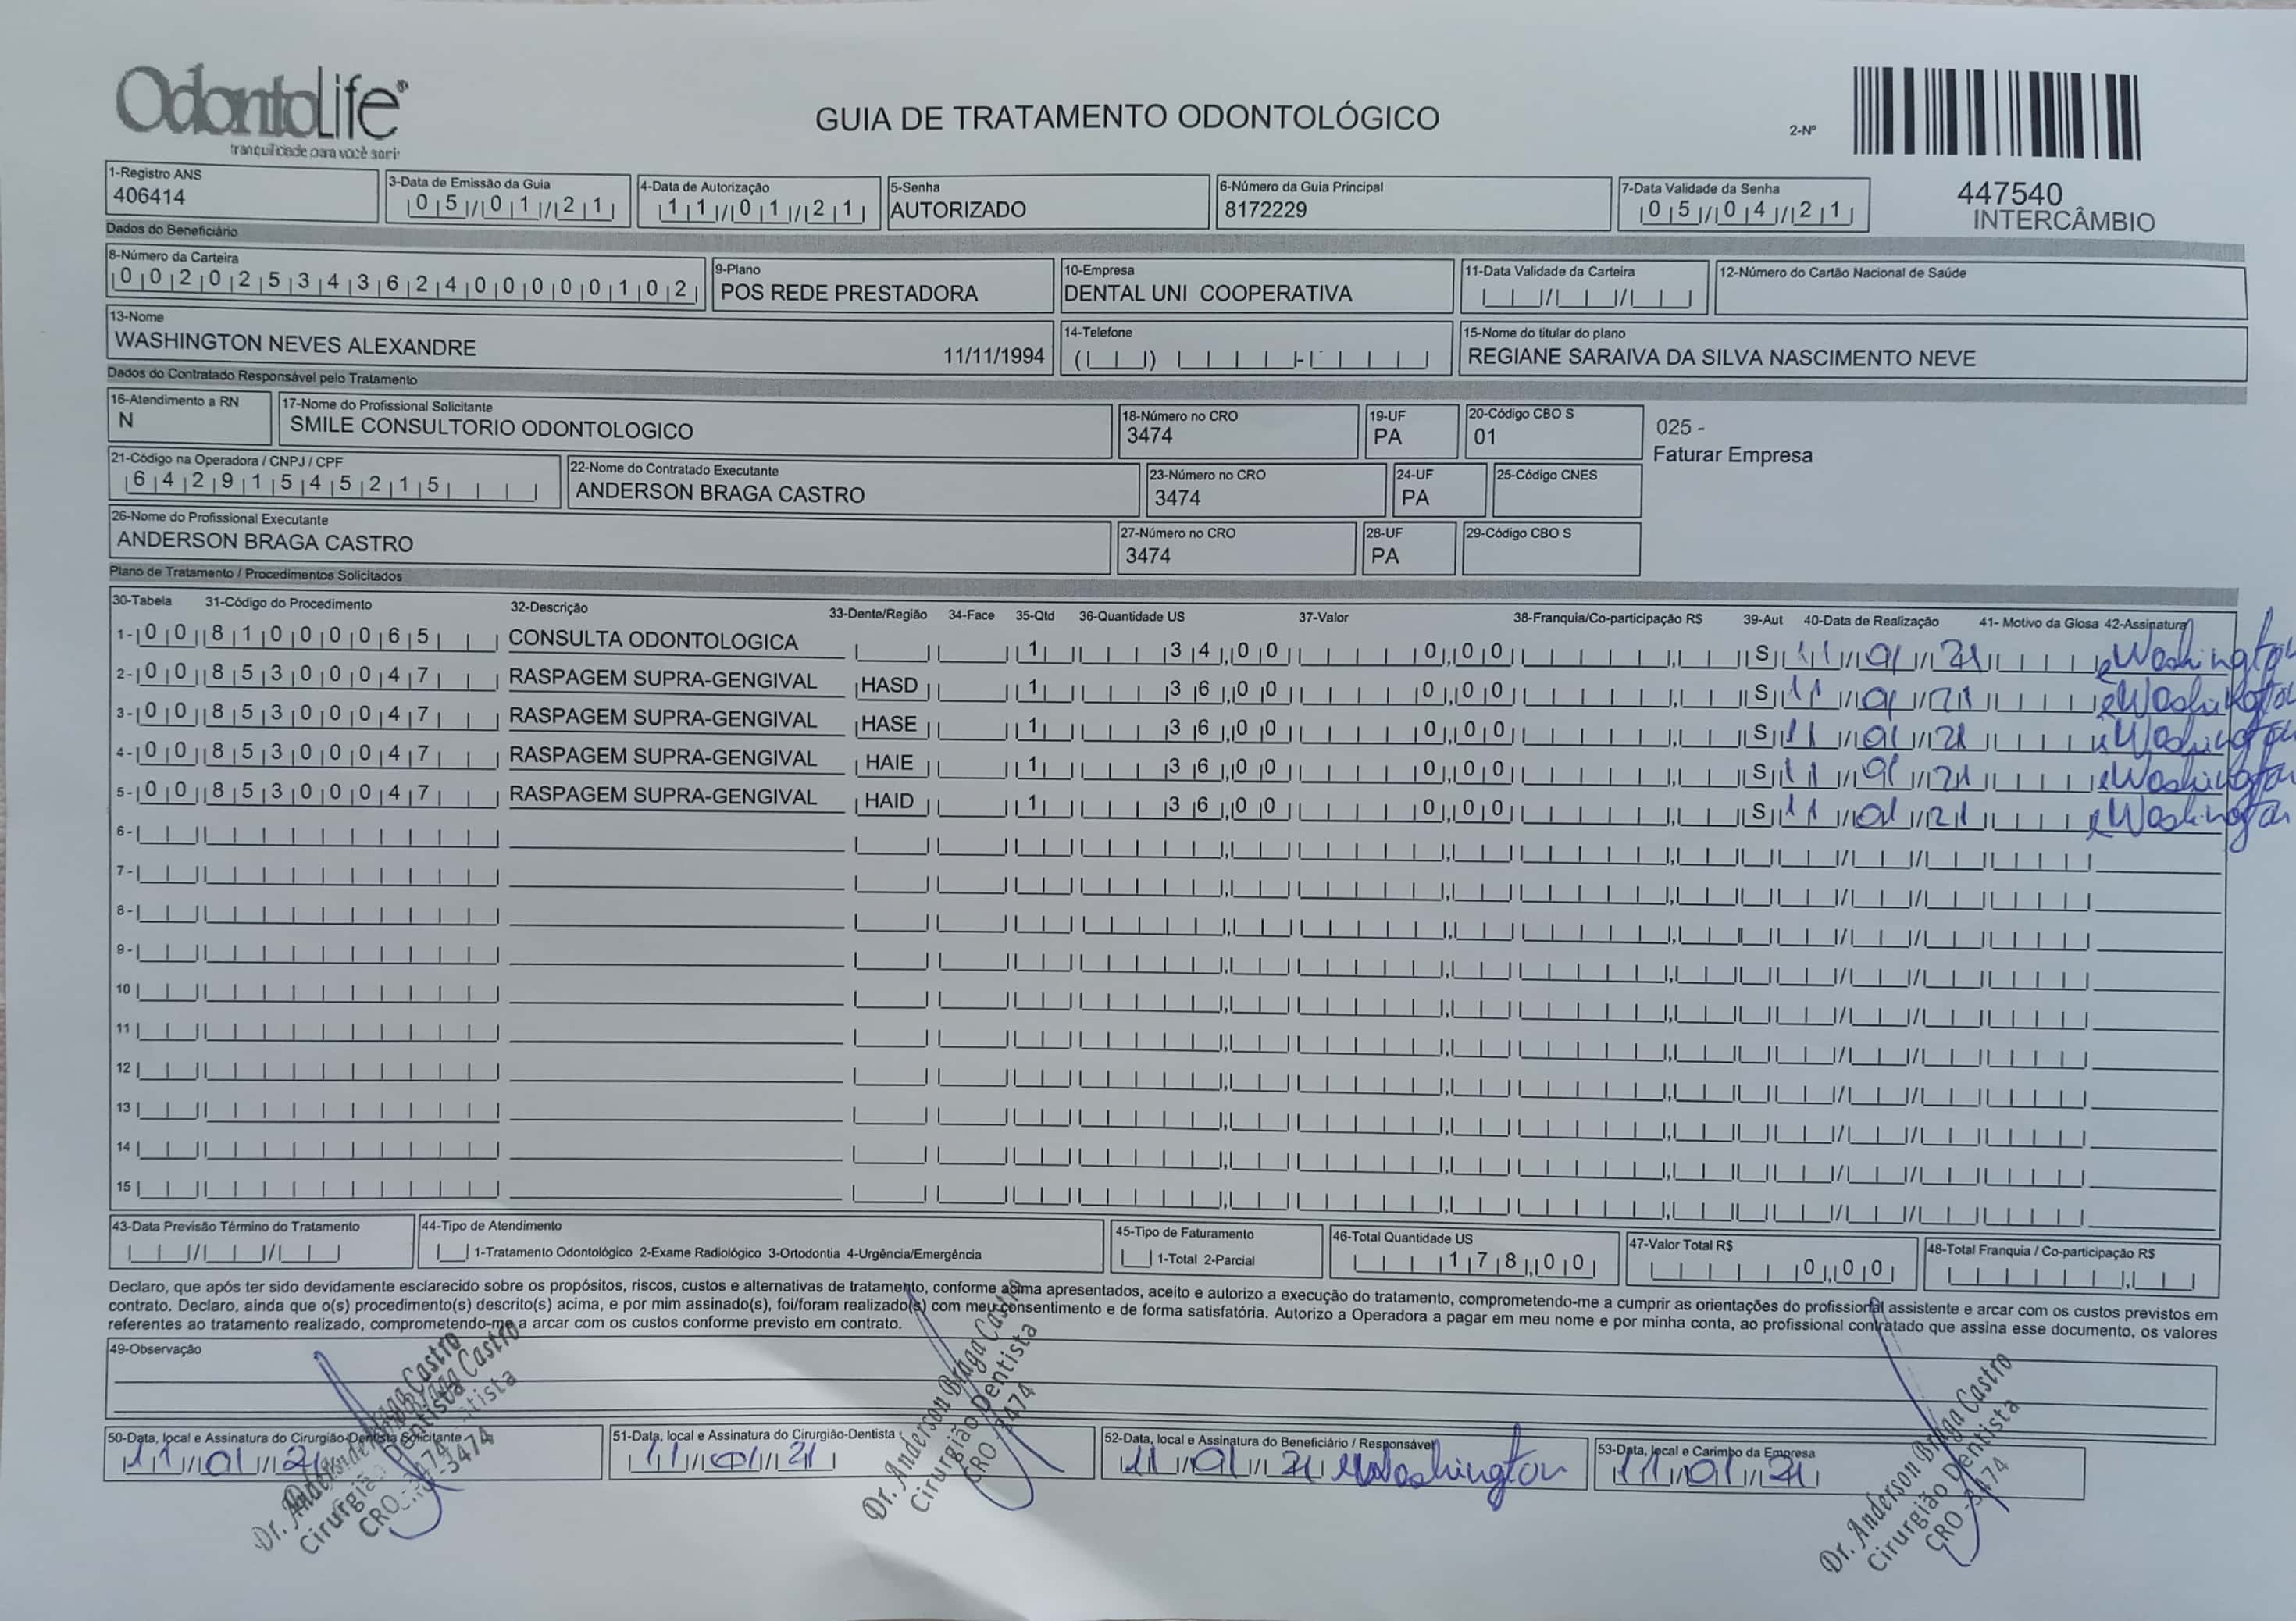 OdontoLife®
tranquilidade para você sorrir
GUIA DE TRATAMENTO ODONTOLÓGICO
2-Nº
447540
INTERCÂMBIO
1-Registro ANS
406414
3-Data de Emissão da Guia
05/01/21
4-Data de Autorização
11/01/21
5-Senha
AUTORIZADO
6-Número da Guia Principal
8172229
7-Data Validade da Senha
05/04/21
Dados do Beneficiário
8-Número da Carteira
00202534362400000102
9-Plano
POS REDE PRESTADORA
10-Empresa
DENTAL UNI COOPERATIVA
11-Data Validade da Carteira
12-Número do Cartão Nacional de Saúde
13-Nome
WASHINGTON NEVES ALEXANDRE 11/11/1994
14-Telefone
15-Nome do titular do plano
REGIANE SARAIVA DA SILVA NASCIMENTO NEVE
Dados do Contratado Responsável pelo Tratamento
16-Atendimento a RN
N
17-Nome do Profissional Solicitante
SMILE CONSULTORIO ODONTOLOGICO
18-Número no CRO
3474
19-UF
PA
20-Código CBO S
01
025 -
Faturar Empresa
21-Código na Operadora / CNPJ / CPF
64291545215
22-Nome do Contratado Executante
ANDERSON BRAGA CASTRO
23-Número no CRO
3474
24-UF
PA
25-Código CNES
26-Nome do Profissional Executante
ANDERSON BRAGA CASTRO
27-Número no CRO
3474
28-UF
PA
29-Código CBO S
Plano de Tratamento / Procedimentos Solicitados
30-Tabela 31-Código do Procedimento 32-Descrição 33-Dente/Região 34-Face 35-Qtd 36-Quantidade US 37-Valor 38-Franquia/Co-participação R$ 39-Aut 40-Data de Realização 41- Motivo da Glosa 42-Assinatura
1- 00 81000065 CONSULTA ODONTOLOGICA 1 34,00 0,00 S 11/01/21 Washington
2- 00 85300047 RASPAGEM SUPRA-GENGIVAL HASD 1 36,00 0,00 S 11/01/21 Washington
3- 00 85300047 RASPAGEM SUPRA-GENGIVAL HASE 1 36,00 0,00 S 11/01/21 Washington
4- 00 85300047 RASPAGEM SUPRA-GENGIVAL HAIE 1 36,00 0,00 S 11/01/21 Washington
5- 00 85300047 RASPAGEM SUPRA-GENGIVAL HAID 1 36,00 0,00 S 11/01/21 Washington
6-
7-
8-
9-
10
11
12
13
14
15
43-Data Previsão Término do Tratamento
44-Tipo de Atendimento
1-Tratamento Odontológico 2-Exame Radiológico 3-Ortodontia 4-Urgência/Emergência
45-Tipo de Faturamento
1-Total 2-Parcial
46-Total Quantidade US
178,00
47-Valor Total R$
0,00
48-Total Franquia / Co-participação R$
Declaro, que após ter sido devidamente esclarecido sobre os propósitos, riscos, custos e alternativas de tratamento, conforme acima apresentados, aceito e autorizo a execução do tratamento, comprometendo-me a cumprir as orientações do profissional assistente e arcar com os custos previstos em
contrato. Declaro, ainda que o(s) procedimento(s) descrito(s) acima, e por mim assinado(s), foi/foram realizado(s) com meu consentimento e de forma satisfatória. Autorizo a Operadora a pagar em meu nome e por minha conta, ao profissional contratado que assina esse documento, os valores
referentes ao tratamento realizado, comprometendo-me a arcar com os custos conforme previsto em contrato.
49-Observação
50-Data, local e Assinatura do Cirurgião-Dentista Solicitante
11/01/21
Dr. Anderson Braga Castro
Cirurgião Dentista
CRO - 3474
51-Data, local e Assinatura do Cirurgião-Dentista
11/01/21
Dr. Anderson Braga Castro
Cirurgião Dentista
CRO - 3474
52-Data, local e Assinatura do Beneficiário / Responsável
11/01/21 Washington
53-Data, local e Carimbo da Empresa
11/01/21
Dr. Anderson Braga Castro
Cirurgião Dentista
CRO - 3474